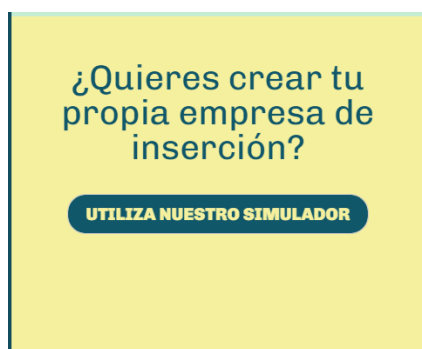 ¿Quieres crear tu
propia empresa de
inserción?
UTILIZA NUESTRO SIMULADOR